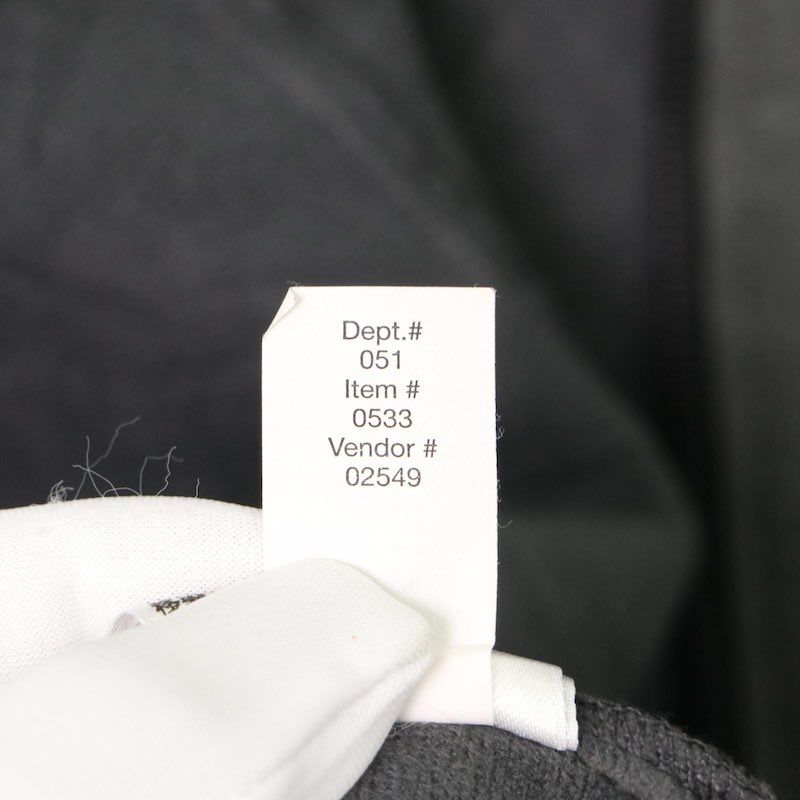 Dept.#
051
Item #
0533
Vendor #
02549